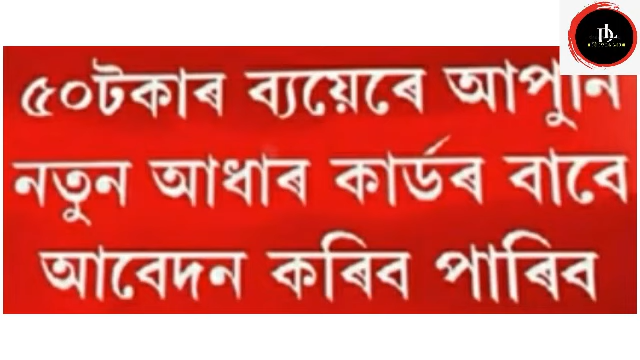 ৫০টকাৰ ব্যয়েৰে আপুনি
নতুন আধাৰ কাৰ্ডৰ বাবে
আবেদন কৰিব পাৰিব